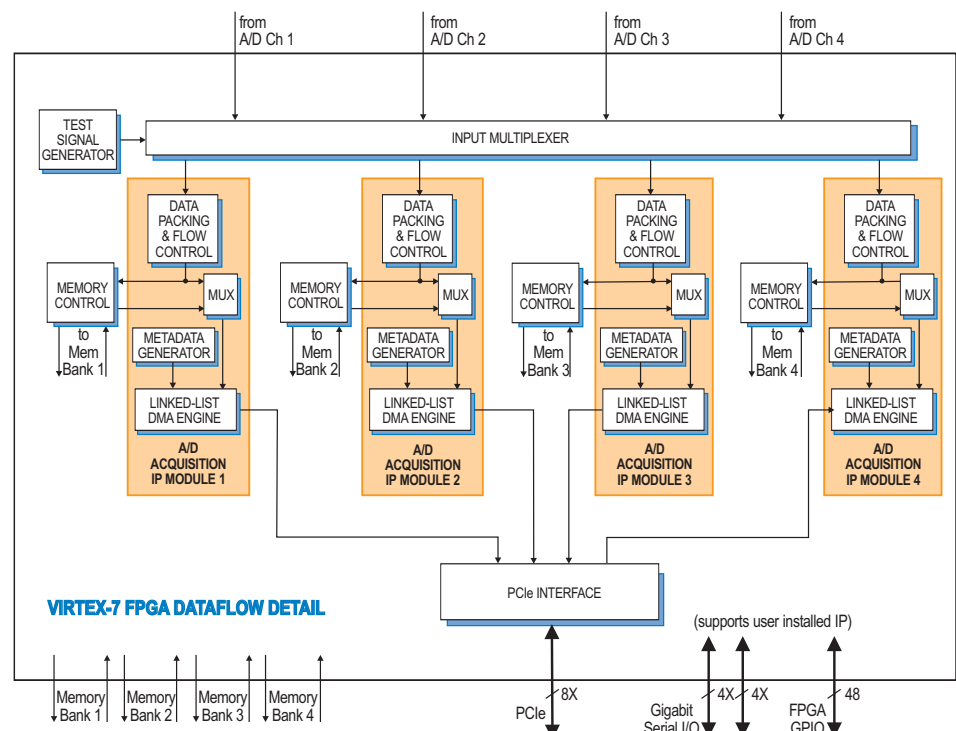 from
A/D Ch 1
from
A/D Ch 2
from
A/D Ch 3
from
A/D Ch 4
TEST
SIGNAL
GENERATOR
INPUT MULTIPLEXER
DATA
PACKING
& FLOW
CONTROL
MEMORY
CONTROL
MUX
to
Mem
Bank 1
METADATA
GENERATOR
LINKED-LIST
DMA ENGINE
A/D
ACQUISITION
IP MODULE 1
DATA
PACKING
& FLOW
CONTROL
MEMORY
CONTROL
MUX
to
Mem
Bank 2
METADATA
GENERATOR
LINKED-LIST
DMA ENGINE
A/D
ACQUISITION
IP MODULE 2
DATA
PACKING
& FLOW
CONTROL
MEMORY
CONTROL
MUX
to
Mem
Bank 3
METADATA
GENERATOR
LINKED-LIST
DMA ENGINE
A/D
ACQUISITION
IP MODULE 3
DATA
PACKING
& FLOW
CONTROL
MEMORY
CONTROL
MUX
to
Mem
Bank 4
METADATA
GENERATOR
LINKED-LIST
DMA ENGINE
A/D
ACQUISITION
IP MODULE 4
PCIe INTERFACE
VIRTEX-7 FPGA DATAFLOW DETAIL
(supports user installed IP)
Memory
Bank 1
Memory
Bank 2
Memory
Bank 3
Memory
Bank 4
8X
PCIe
4X
4X
Gigabit
Serial I/O
48
FPGA
GPIO